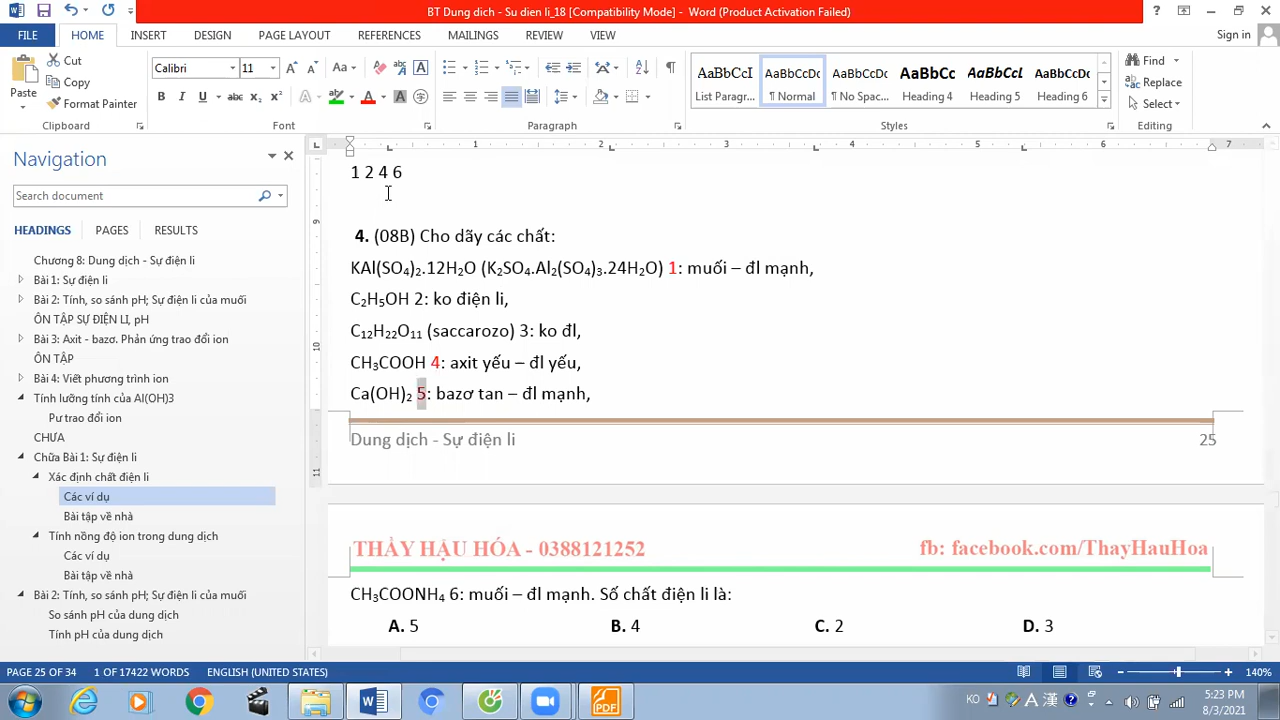 BT Dung dich - Su dien li_18 [Compatibility Mode] - Word (Product Activation Failed)
FILE HOME INSERT DESIGN PAGE LAYOUT REFERENCES MAILINGS REVIEW VIEW Sign in
Paste Cut Copy Format Painter
Calibri 11
Aa
AaBbCcI AaBbCcDc AaBbCcDc AaBbCc AaBbCcL AaBbCcDc
List Paragr... ¶ Normal ¶ No Spac... Heading 4 Heading 5 Heading 6
Find Replace Select
Clipboard Font Paragraph Styles Editing
Navigation
Search document
HEADINGS PAGES RESULTS
Chương 8: Dung dịch - Sự điện li
Bài 1: Sự điện li
Bài 2: Tính, so sánh pH; Sự điện li của muối
ÔN TẬP SỰ ĐIỆN LI, pH
Bài 3: Axit - bazơ. Phản ứng trao đổi ion
ÔN TẬP
Bài 4: Viết phương trình ion
Tính lưỡng tính của Al(OH)3
Pư trao đổi ion
CHƯA
Chữa Bài 1: Sự điện li
Xác định chất điện li
Các ví dụ
Bài tập về nhà
Tính nồng độ ion trong dung dịch
Các ví dụ
Bài tập về nhà
Bài 2: Tính, so sánh pH; Sự điện li của muối
So sánh pH của dung dịch
Tính pH của dung dịch
1 2 4 6
4. (08B) Cho dãy các chất:
KAl(SO₄)₂.12H₂O (K₂SO₄.Al₂(SO₄)₃.24H₂O) 1: muối – đl mạnh,
C₂H₅OH 2: ko điện li,
C₁₂H₂₂O₁₁ (saccarozo) 3: ko đl,
CH₃COOH 4: axit yếu – đl yếu,
Ca(OH)₂ 5: bazơ tan – đl mạnh,
Dung dịch - Sự điện li 25
THẦY HẬU HÓA - 0388121252 fb: facebook.com/ThayHauHoa
CH₃COONH₄ 6: muối – đl mạnh. Số chất điện li là:
A. 5 B. 4 C. 2 D. 3
PAGE 25 OF 34 1 OF 17422 WORDS ENGLISH (UNITED STATES) 140%
KO 5:23 PM
8/3/2021